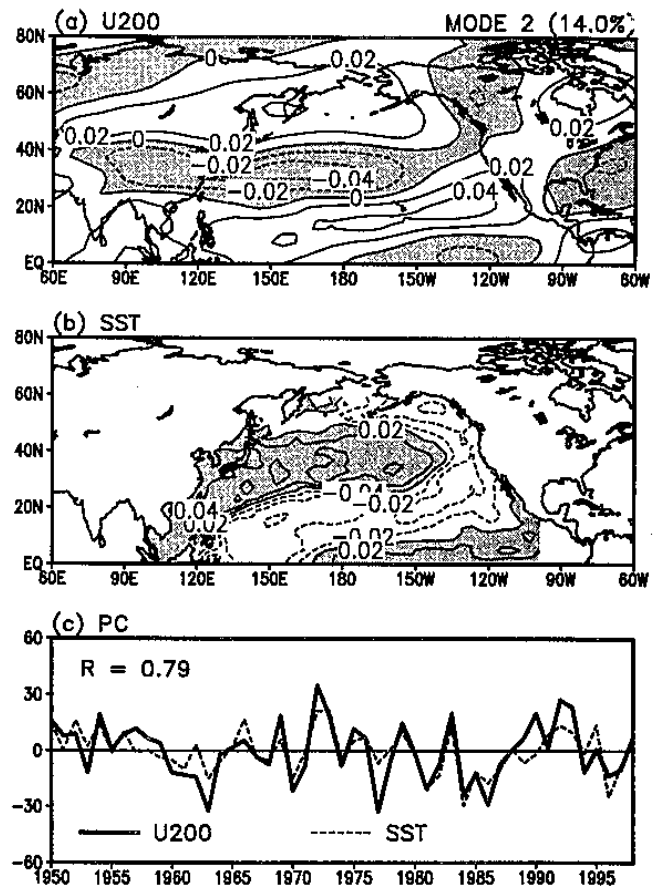 (a) U200 MODE 2 (14.0%)
80N
60N
40N
20N
EQ
0 0.02
0.02 0 0.02
-0.02 -0.04
-0.02 0
0.02
0.04
0.02
60E 90E 120E 150E 180 150W 120W 90W 60W
(b) SST
80N
60N
40N
20N
EQ
0.02
-0.04
-0.02
0.04
0.02
-0.02
0.02
60E 90E 120E 150E 180 150W 120W 90W 60W
(c) PC
60
30
0
-30
-60
R = 0.79
U200 SST
1950 1955 1960 1965 1970 1975 1980 1985 1990 1995